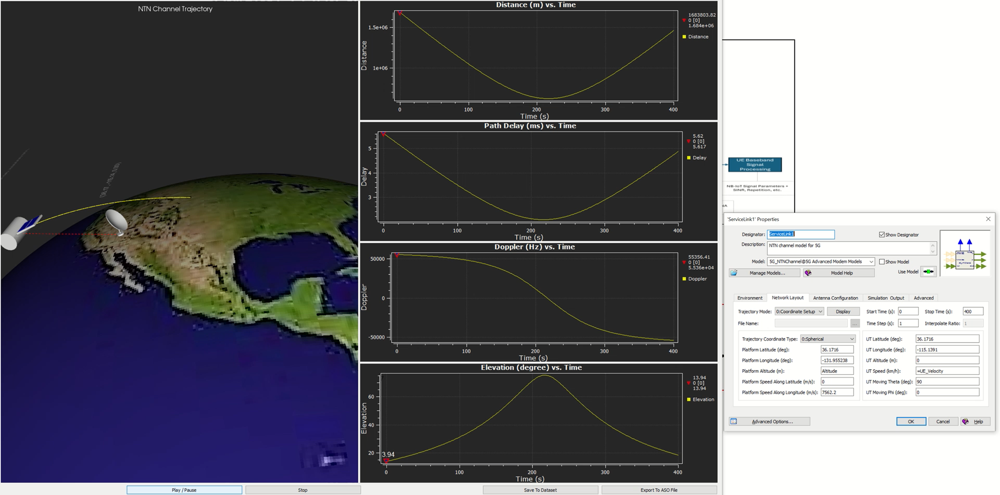 NTN Channel Trajectory
(36.17, -115.14, 0.00)
Play / Pause
Stop
Distance (m) vs. Time
1.5e+06
1e+06
Distance
0
100
200
300
400
Time (s)
1683803.82
0 [0]
1.684e+06
Distance
Path Delay (ms) vs. Time
5
4
3
Delay
0
100
200
300
400
Time (s)
5.62
0 [0]
5.617
Delay
Doppler (Hz) vs. Time
50000
0
-50000
Doppler
0
100
200
300
400
Time (s)
55356.41
0 [0]
5.536e+04
Doppler
Elevation (degree) vs. Time
60
40
20
Elevation
3.94
0
100
200
300
400
Time (s)
13.94
0 [0]
13.94
Elevation
Save To Dataset
Export To ASO File
UE Baseband
Signal
Processing
NB-IoT Signal Parameters +
SINR, Repetition, etc.
NA
'ServiceLink1' Properties
Designator: ServiceLink1
Show Designator
Description: NTN channel model for 5G
Model: 5G_NTNChannel@5G Advanced Modem Models
Show Model
Manage Models...
Model Help
Use Model
Environment
Network Layout
Antenna Configuration
Simulation Output
Advanced
Trajectory Mode: 0:Coordinate Setup
Display
Start Time (s): 0
Stop Time (s): 400
File Name:
...
Time Step (s): 1
Interpolate Ratio: 1
Trajectory Coordinate Type: 0:Spherical
Platform Latitude (deg): 36.1716
Platform Longitude (deg): -131.955238
Platform Altitude (m): Altitude
Platform Speed Along Latitude (m/s): 0
Platform Speed Along Longitude (m/s): 7562.2
UT Latitude (deg): 36.1716
UT Longitude (deg): -115.1391
UT Altitude (m): 0
UT Speed (km/h): =UE_Velocity
UT Moving Theta (deg): 90
UT Moving Phi (deg): 0
Advanced Options...
OK
Cancel
Help